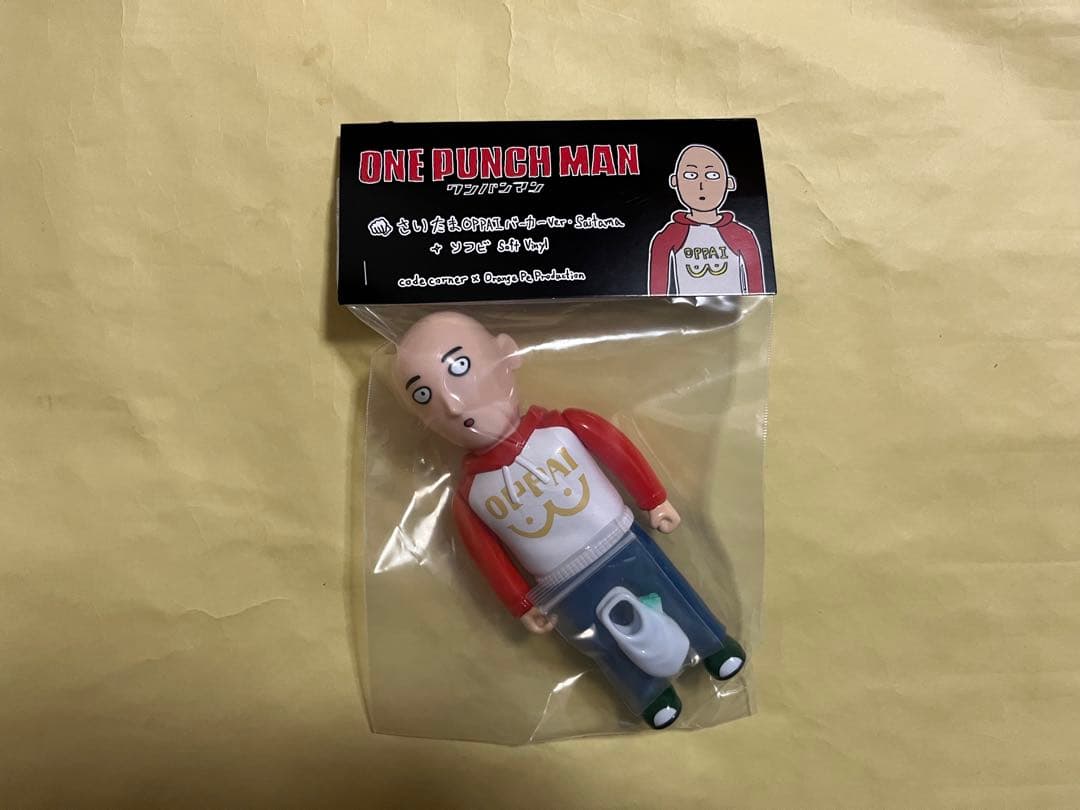 ONE PUNCH MAN
ワンパンマン
さいたまOPPAIパーカーVer・Saitama
+ ソフビ Soft Vinyl
code corner x Orange Pe Production
OPPAI
OPPAI